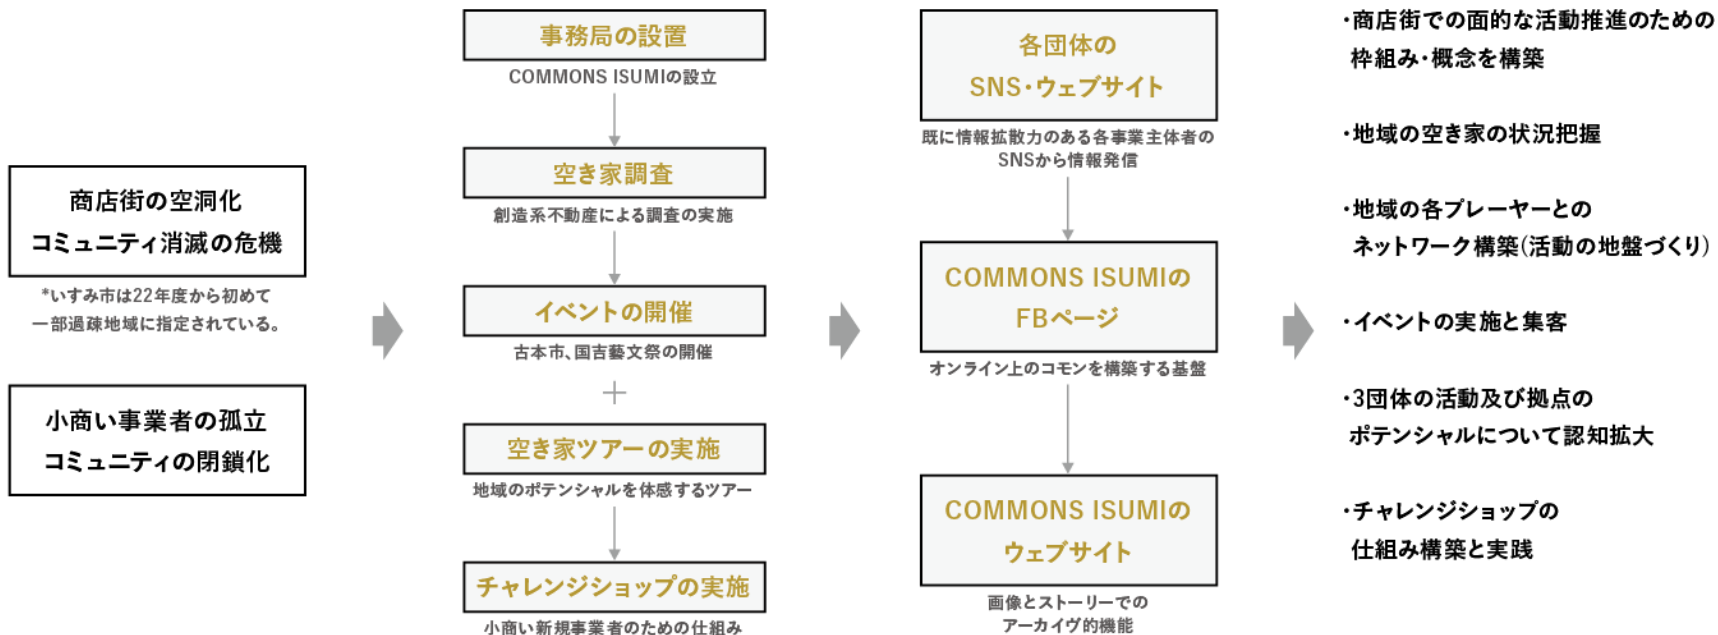 商店街の空洞化
コミュニティ消滅の危機
*いすみ市は22年度から初めて
一部過疎地域に指定されている。
小商い事業者の孤立
コミュニティの閉鎖化
事務局の設置
COMMONS ISUMIの設立
空き家調査
創造系不動産による調査の実施
イベントの開催
古本市、国吉藝文祭の開催
+
空き家ツアーの実施
地域のポテンシャルを体感するツアー
チャレンジショップの実施
小商い新規事業者のための仕組み
各団体の
SNS・ウェブサイト
既に情報拡散力のある各事業主体者の
SNSから情報発信
COMMONS ISUMIの
FBページ
オンライン上のコモンを構築する基盤
COMMONS ISUMIの
ウェブサイト
画像とストーリーでの
アーカイヴ的機能
・商店街での面的な活動推進のための
枠組み・概念を構築
・地域の空き家の状況把握
・地域の各プレーヤーとの
ネットワーク構築(活動の地盤づくり)
・イベントの実施と集客
・3団体の活動及び拠点の
ポテンシャルについて認知拡大
・チャレンジショップの
仕組み構築と実践